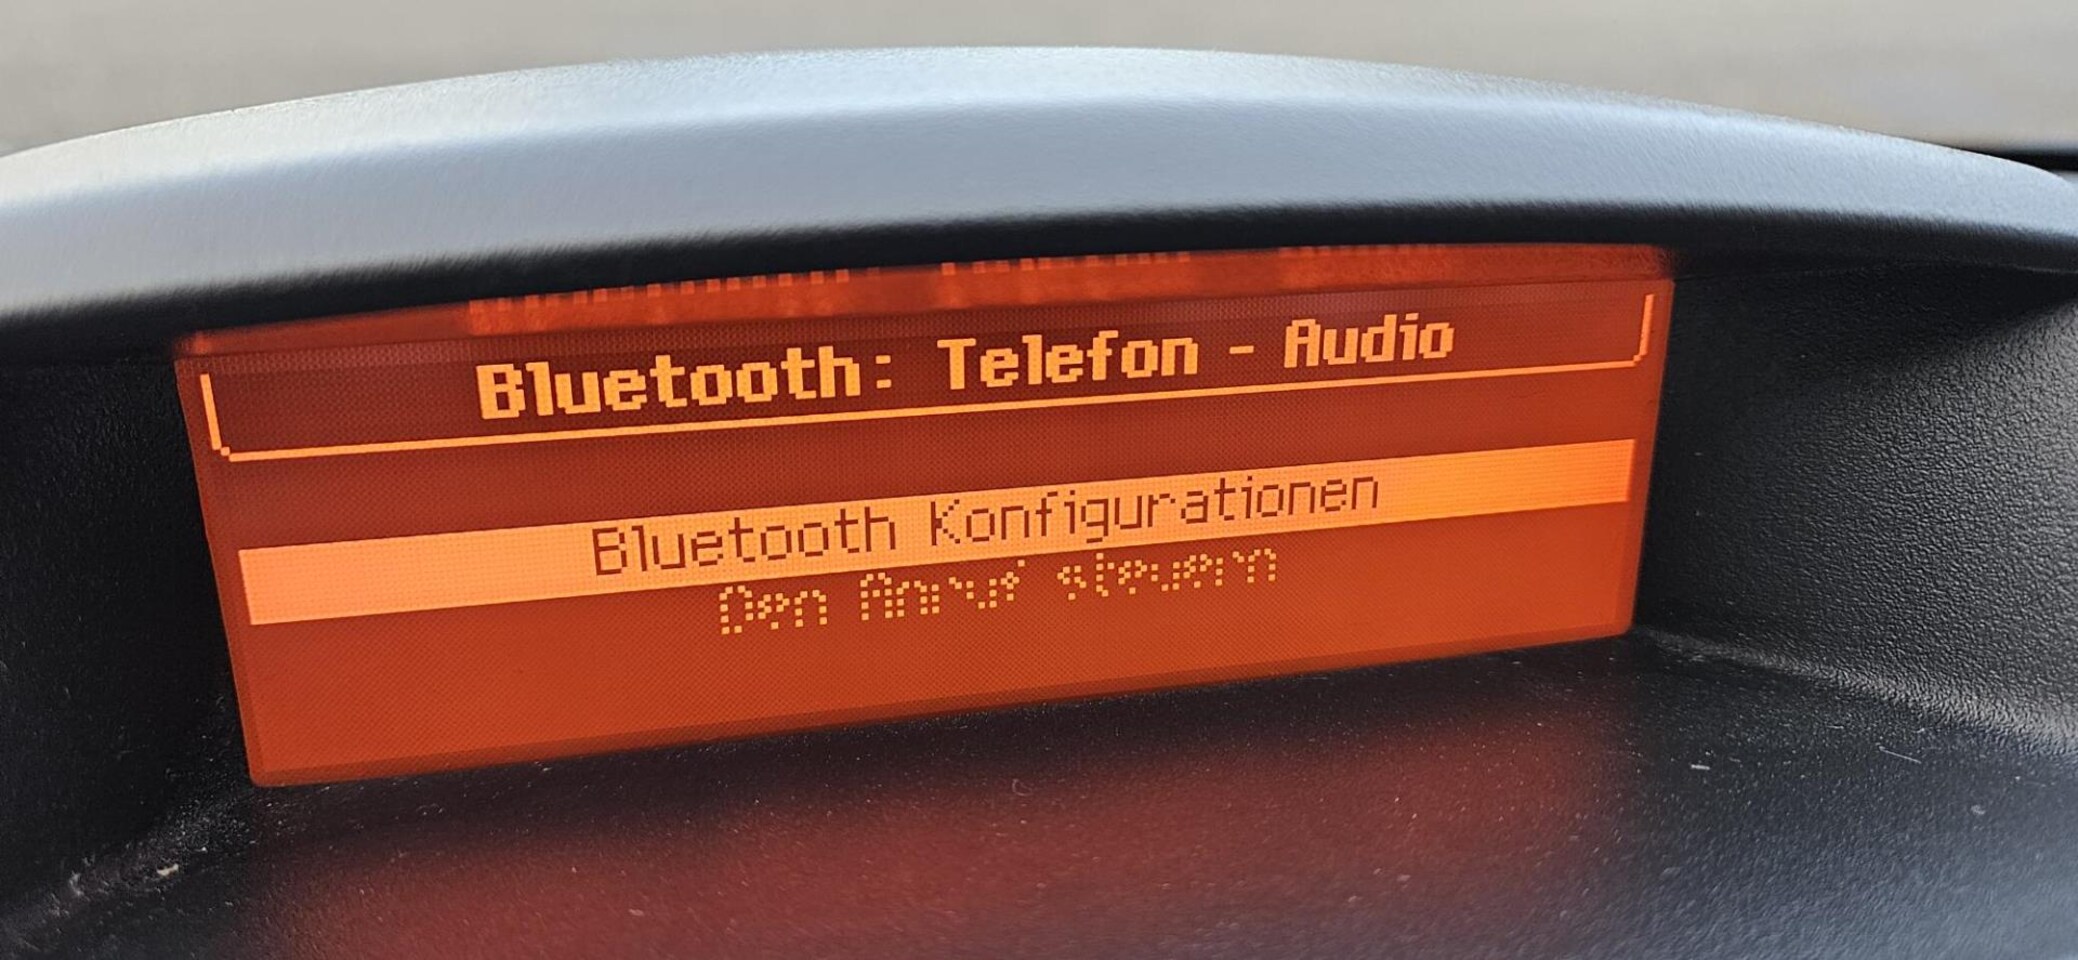 Bluetooth: Telefon - Audio
Bluetooth Konfigurationen
Den Anruf steuern